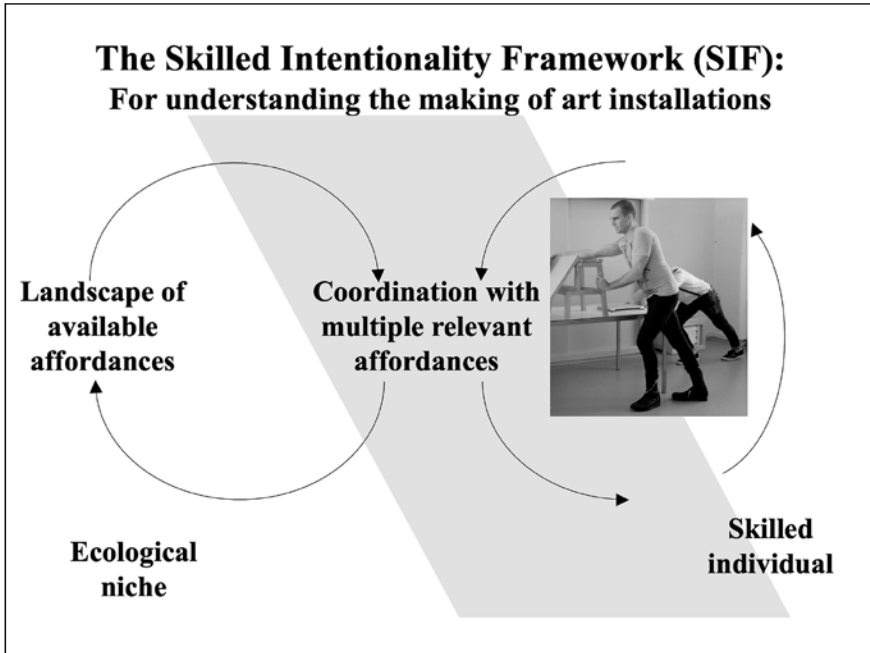 The Skilled Intentionality Framework (SIF):
For understanding the making of art installations
Landscape of
available
affordances
Coordination with
multiple relevant
affordances
Ecological
niche
Skilled
individual